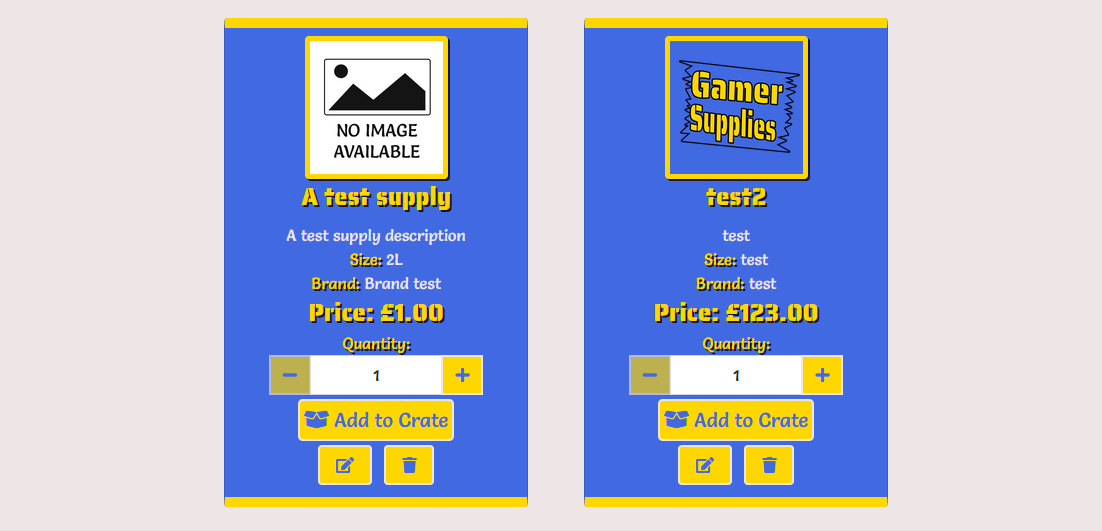 NO IMAGE
AVAILABLE
A test supply
A test supply description
Size: 2L
Brand: Brand test
Price: £1.00
Quantity:
1
Add to Crate
Gamer
Supplies
test2
test
Size: test
Brand: test
Price: £123.00
Quantity:
1
Add to Crate